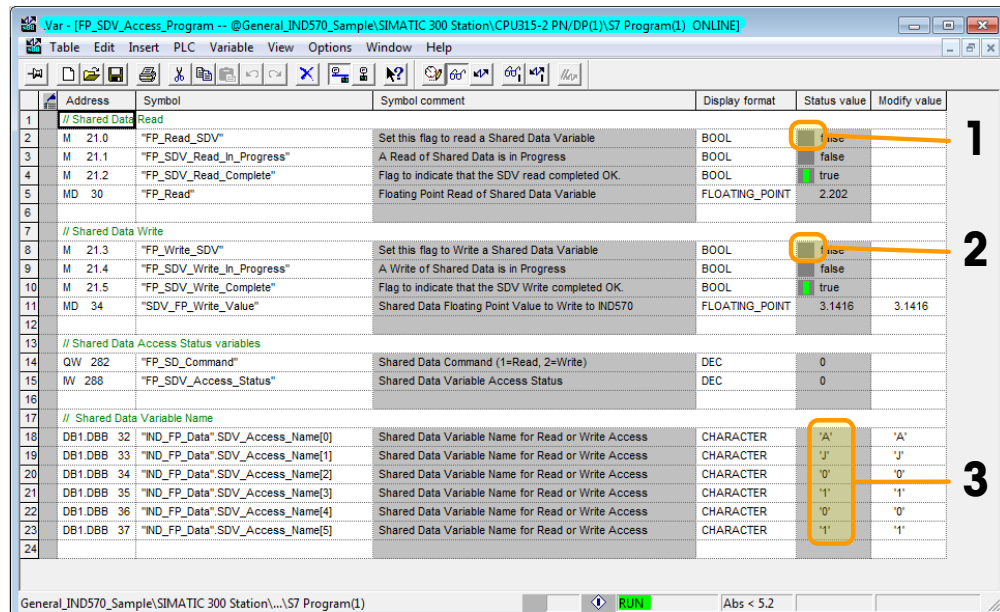 .Var - [FP_SDV_Access_Program -- @General_IND570_Sample\SIMATIC 300 Station\CPU315-2 PN/DP(1)\S7 Program(1) ONLINE]
Table Edit Insert PLC Variable View Options Window Help
Address Symbol Symbol comment Display format Status value Modify value
1 // Shared Data Read
2 M 21.0 "FP_Read_SDV" Set this flag to read a Shared Data Variable BOOL false
1
3 M 21.1 "FP_SDV_Read_In_Progress" A Read of Shared Data is in Progress BOOL false
4 M 21.2 "FP_SDV_Read_Complete" Flag to indicate that the SDV read completed OK. BOOL true
5 MD 30 "FP_Read" Floating Point Read of Shared Data Variable FLOATING_POINT 2.202
6
7 // Shared Data Write
8 M 21.3 "FP_Write_SDV" Set this flag to Write a Shared Data Variable BOOL false
2
9 M 21.4 "FP_SDV_Write_In_Progress" A Write of Shared Data is in Progress BOOL false
10 M 21.5 "FP_SDV_Write_Complete" Flag to indicate that the SDV Write completed OK. BOOL true
11 MD 34 "SDV_FP_Write_Value" Shared Data Floating Point Value to Write to IND570 FLOATING_POINT 3.1416 3.1416
12
13 // Shared Data Access Status variables
14 QW 282 "FP_SD_Command" Shared Data Command (1=Read, 2=Write) DEC 0
15 IW 288 "FP_SDV_Access_Status" Shared Data Variable Access Status DEC 0
16
17 // Shared Data Variable Name
18 DB1.DBB 32 "IND_FP_Data".SDV_Access_Name[0] Shared Data Variable Name for Read or Write Access CHARACTER 'A' 'A'
19 DB1.DBB 33 "IND_FP_Data".SDV_Access_Name[1] Shared Data Variable Name for Read or Write Access CHARACTER 'J' 'J'
20 DB1.DBB 34 "IND_FP_Data".SDV_Access_Name[2] Shared Data Variable Name for Read or Write Access CHARACTER '0' '0'
21 DB1.DBB 35 "IND_FP_Data".SDV_Access_Name[3] Shared Data Variable Name for Read or Write Access CHARACTER '1' '1'
3
22 DB1.DBB 36 "IND_FP_Data".SDV_Access_Name[4] Shared Data Variable Name for Read or Write Access CHARACTER '0' '0'
23 DB1.DBB 37 "IND_FP_Data".SDV_Access_Name[5] Shared Data Variable Name for Read or Write Access CHARACTER '1' '1'
24
General_IND570_Sample\SIMATIC 300 Station\...\S7 Program(1) RUN Abs < 5.2